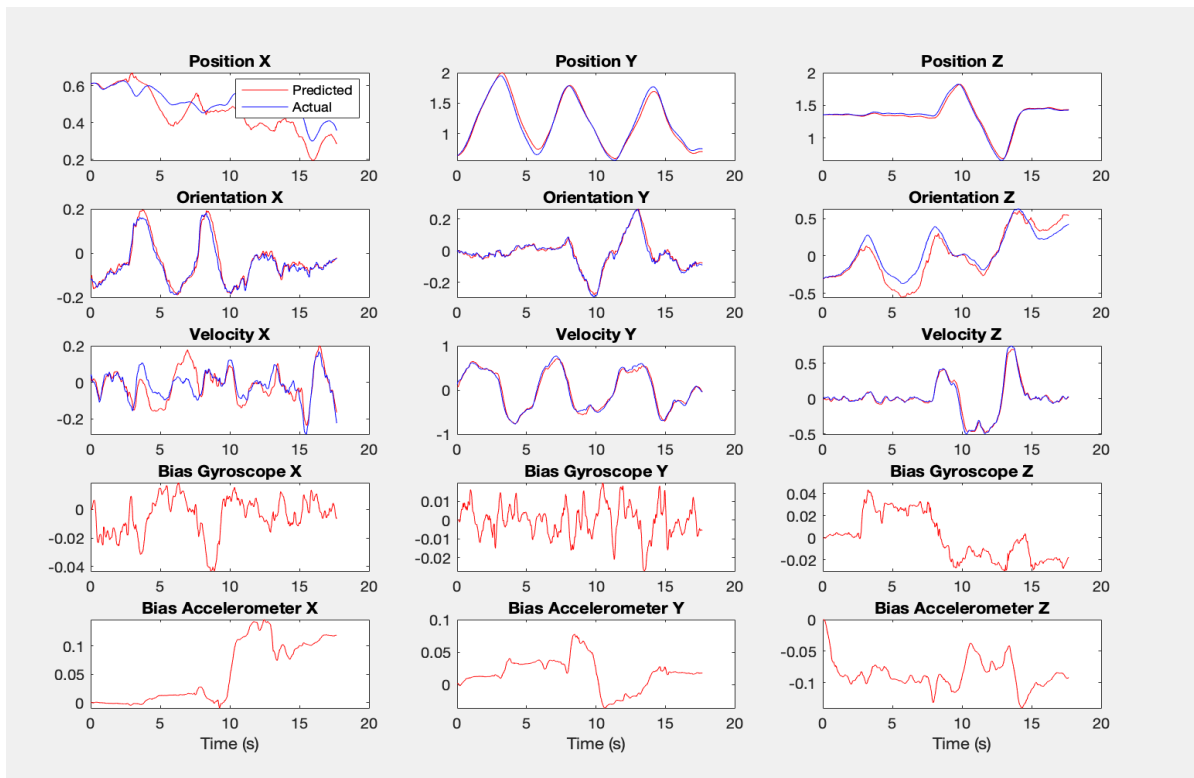 Position X
Position Y
Position Z
0.6
0.4
0.2
Predicted
Actual
2
1.5
1
2
1.5
1
0 5 10 15 20
0 5 10 15 20
0 5 10 15 20
Orientation X
Orientation Y
Orientation Z
0.2
0
-0.2
0.2
0
-0.2
0.5
0
-0.5
0 5 10 15 20
0 5 10 15 20
0 5 10 15 20
Velocity X
Velocity Y
Velocity Z
0.2
0
-0.2
1
0
-1
0.5
0
-0.5
0 5 10 15 20
0 5 10 15 20
0 5 10 15 20
Bias Gyroscope X
Bias Gyroscope Y
Bias Gyroscope Z
0
-0.02
-0.04
0.01
0
-0.01
-0.02
0.04
0.02
0
-0.02
0 5 10 15 20
0 5 10 15 20
0 5 10 15 20
Bias Accelerometer X
Bias Accelerometer Y
Bias Accelerometer Z
0.1
0.05
0
0.1
0.05
0
0
-0.05
-0.1
0 5 10 15 20
0 5 10 15 20
0 5 10 15 20
Time (s)
Time (s)
Time (s)